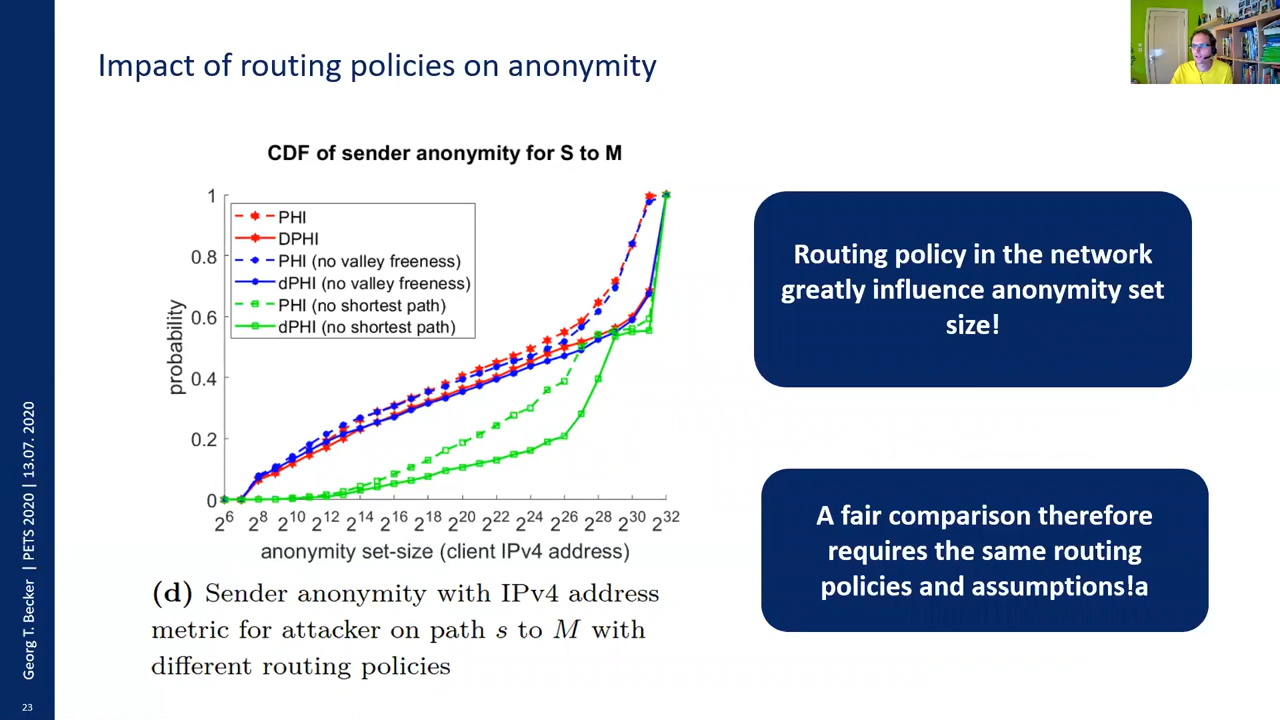 Impact of routing policies on anonymity
CDF of sender anonymity for S to M
1
0.8
0.6
0.4
0.2
0
probability
PHI
DPHI
PHI (no valley freeness)
dPHI (no valley freeness)
PHI (no shortest path)
dPHI (no shortest path)
2^6 2^8 2^10 2^12 2^14 2^16 2^18 2^20 2^22 2^24 2^26 2^28 2^30 2^32
anonymity set-size (client IPv4 address)
(d) Sender anonymity with IPv4 address
metric for attacker on path s to M with
different routing policies
Routing policy in the network
greatly influence anonymity set
size!
A fair comparison therefore
requires the same routing
policies and assumptions!a
Georg T. Becker | PETS 2020 | 13.07. 2020
23